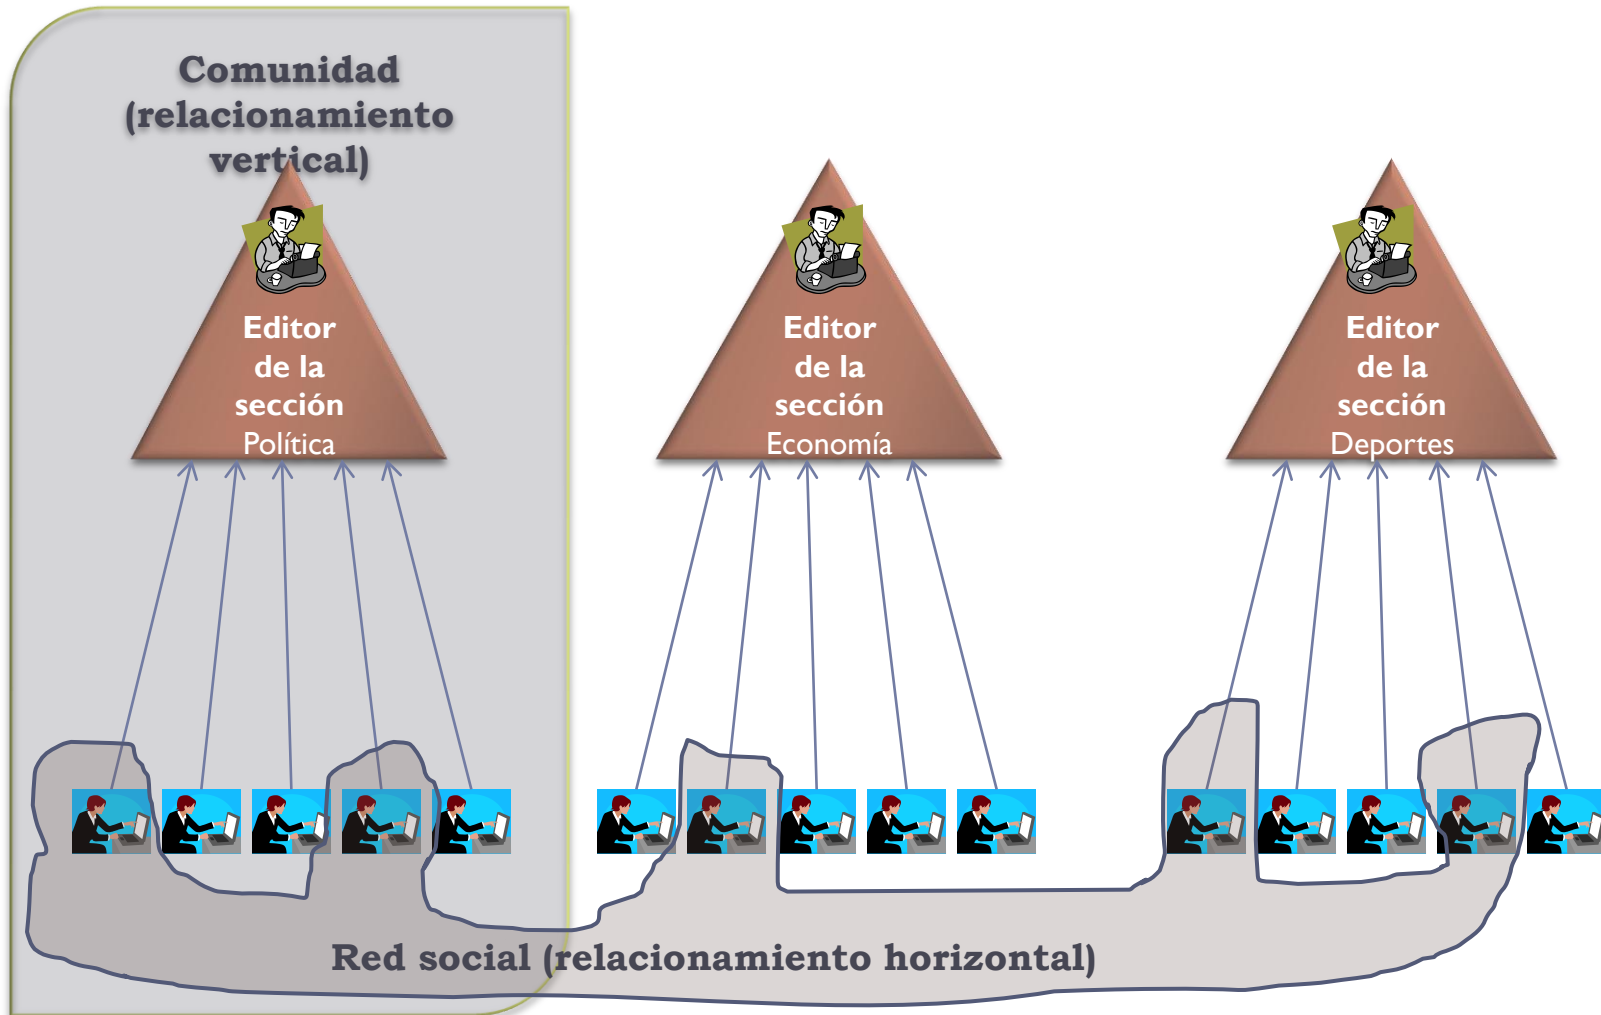 Comunidad
(relacionamiento
vertical)
Editor
de la
sección
Política
Editor
de la
sección
Economía
Editor
de la
sección
Deportes
Red social (relacionamiento horizontal)